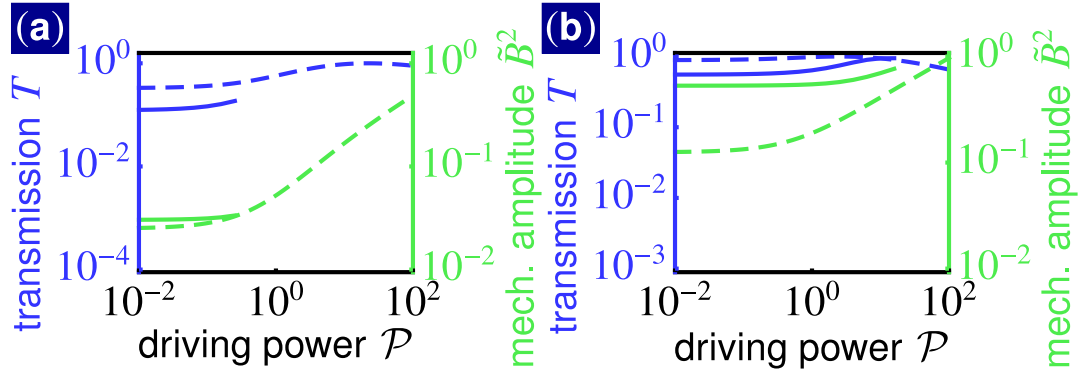 (a)
transmission T
10^0
10^-2
10^-4
10^-2 10^0 10^2
driving power 𝒫
10^0
10^-1
10^-2
mech. amplitude B̃^2
(b)
transmission T
10^0
10^-1
10^-2
10^-3
10^-2 10^0 10^2
driving power 𝒫
10^0
10^-1
10^-2
mech. amplitude B̃^2